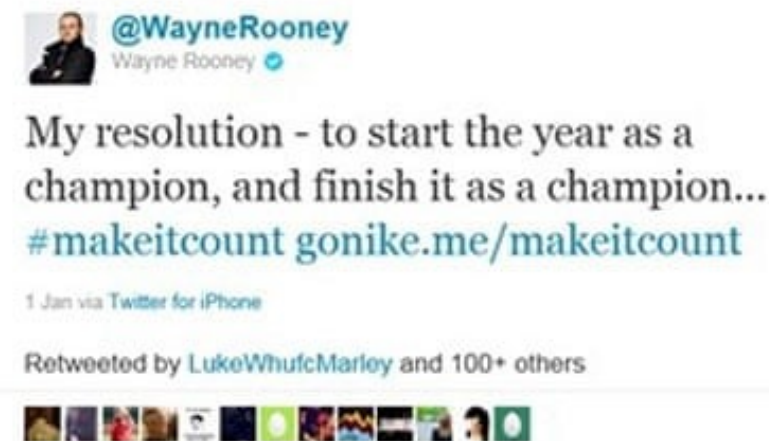 @WayneRooney
Wayne Rooney
My resolution - to start the year as a
champion, and finish it as a champion...
#makeitcount gonike.me/makeitcount
1 Jan via Twitter for iPhone
Retweeted by LukeWhufcMarley and 100+ others